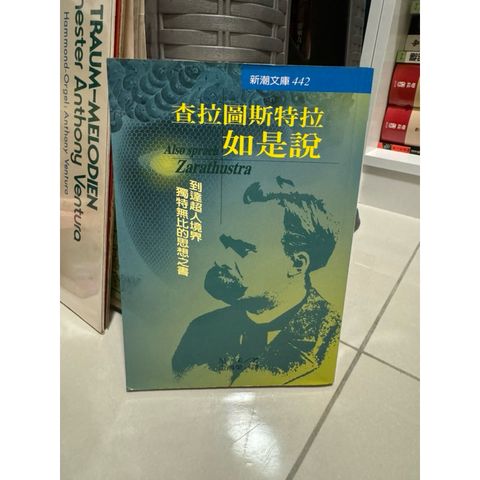 新潮文庫 442
查拉圖斯特拉
如是說
Also sprach
Zarathustra
到達超人境界
獨特無比的思想之書
TRAUM-MELODIEN
Anthony Ventura
Hammond-Orgel: Anthony Ventura